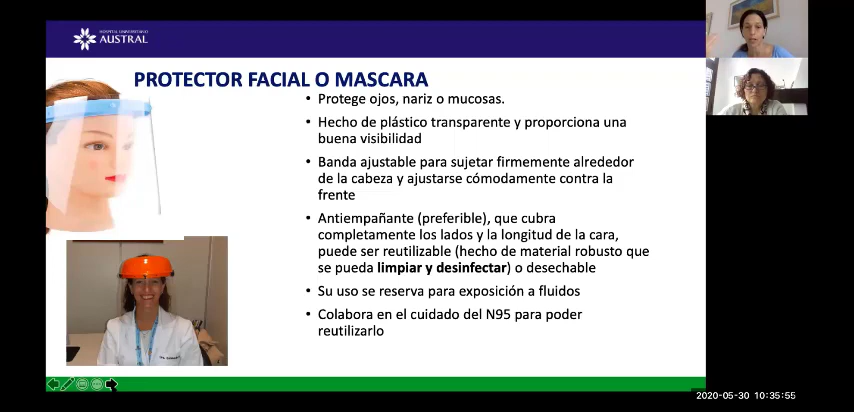 HOSPITAL UNIVERSITARIO
AUSTRAL
PROTECTOR FACIAL O MASCARA
• Protege ojos, nariz o mucosas.
• Hecho de plástico transparente y proporciona una
buena visibilidad
• Banda ajustable para sujetar firmemente alrededor
de la cabeza y ajustarse cómodamente contra la
frente
• Antiempañante (preferible), que cubra
completamente los lados y la longitud de la cara,
puede ser reutilizable (hecho de material robusto que
se pueda limpiar y desinfectar) o desechable
• Su uso se reserva para exposición a fluidos
• Colabora en el cuidado del N95 para poder
reutilizarlo
2020-05-30 10:35:55